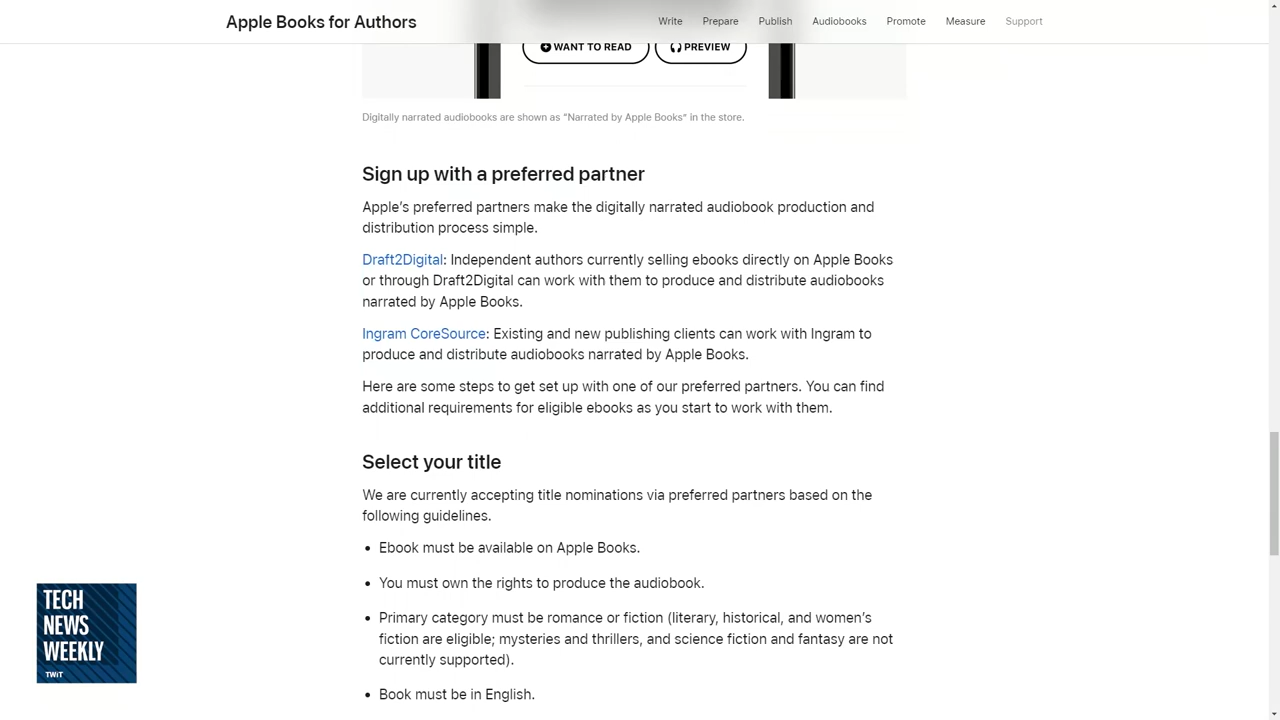 Apple Books for Authors
Write Prepare Publish Audiobooks Promote Measure Support
WANT TO READ PREVIEW
Digitally narrated audiobooks are shown as “Narrated by Apple Books” in the store.
Sign up with a preferred partner
Apple’s preferred partners make the digitally narrated audiobook production and
distribution process simple.
Draft2Digital: Independent authors currently selling ebooks directly on Apple Books
or through Draft2Digital can work with them to produce and distribute audiobooks
narrated by Apple Books.
Ingram CoreSource: Existing and new publishing clients can work with Ingram to
produce and distribute audiobooks narrated by Apple Books.
Here are some steps to get set up with one of our preferred partners. You can find
additional requirements for eligible ebooks as you start to work with them.
Select your title
We are currently accepting title nominations via preferred partners based on the
following guidelines.
• Ebook must be available on Apple Books.
• You must own the rights to produce the audiobook.
• Primary category must be romance or fiction (literary, historical, and women’s
fiction are eligible; mysteries and thrillers, and science fiction and fantasy are not
currently supported).
• Book must be in English.
TECH
NEWS
WEEKLY
TWiT